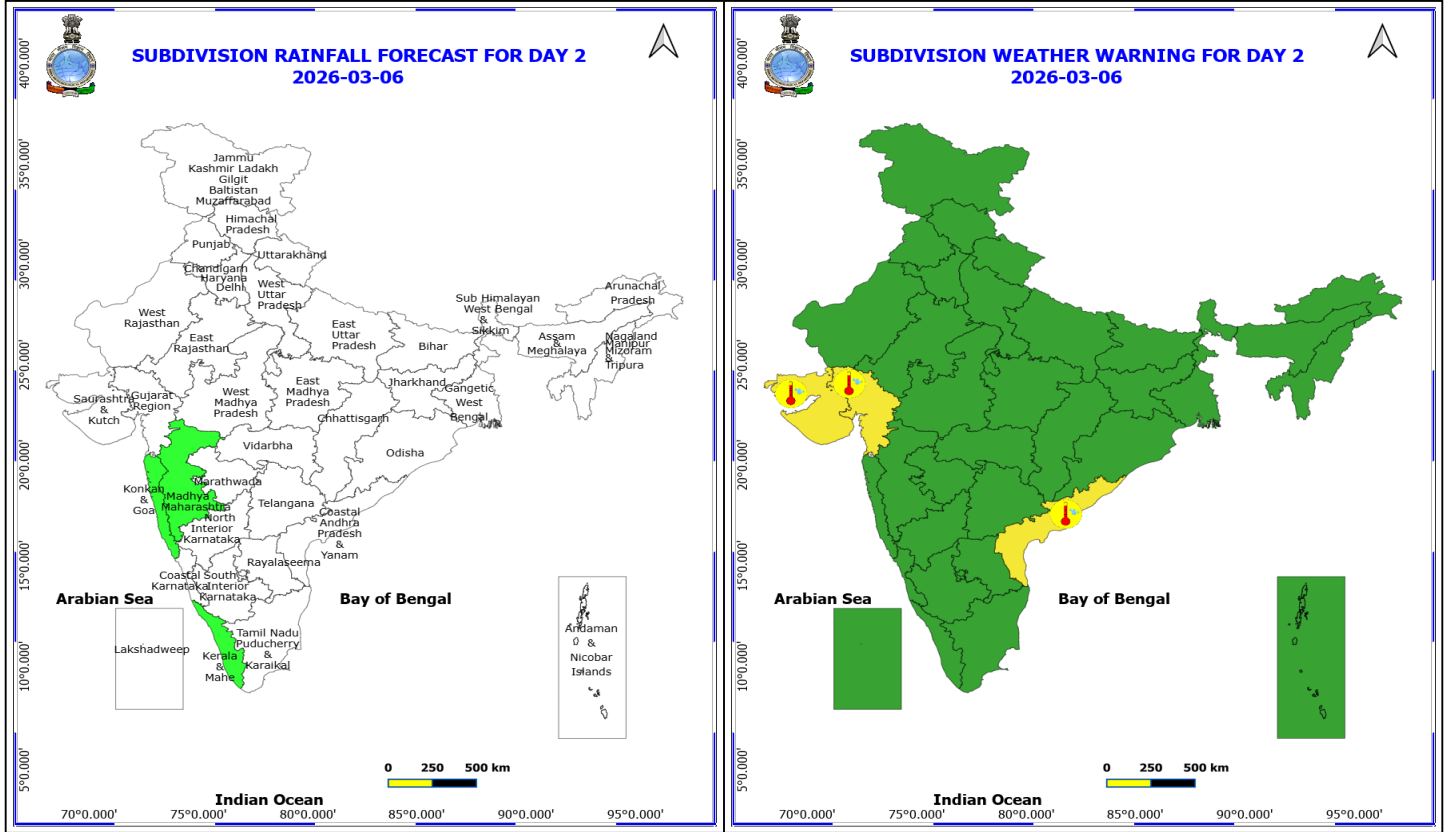 SUBDIVISION RAINFALL FORECAST FOR DAY 2
2026-03-06
40°0.000'
35°0.000'
30°0.000'
25°0.000'
20°0.000'
15°0.000'
10°0.000'
5°0.000'
Jammu
Kashmir Ladakh
Gilgit
Baltistan
Muzaffarabad
Himachal
Pradesh
Punjab
Uttarakhand
Chandigarh
Haryana
Delhi
West
Uttar
Pradesh
Arunachal
Pradesh
West
Rajasthan
East
Rajasthan
East
Uttar
Pradesh
Bihar
Sub Himalayan
West Bengal
&
Sikkim
Assam
&
Meghalaya
Nagaland
Manipur
Mizoram
&
Tripura
Saurashtra
&
Kutch
Gujarat
Region
West
Madhya
Pradesh
East
Madhya
Pradesh
Jharkhand
Gangetic
West
Bengal
Chhattisgarh
Vidarbha
Odisha
Konkan
&
Goa
Madhya
Maharashtra
Marathwada
Telangana
North
Interior
Karnataka
Coastal
Andhra
Pradesh
&
Yanam
Rayalaseema
Coastal
Karnataka
South
Interior
Karnataka
Arabian Sea
Bay of Bengal
Lakshadweep
Kerala
&
Mahe
Tamil Nadu
Puducherry
&
Karaikal
Andaman
&
Nicobar
Islands
0 250 500 km
Indian Ocean
70°0.000' 75°0.000' 80°0.000' 85°0.000' 90°0.000' 95°0.000'
SUBDIVISION WEATHER WARNING FOR DAY 2
2026-03-06
40°0.000'
35°0.000'
30°0.000'
25°0.000'
20°0.000'
15°0.000'
10°0.000'
5°0.000'
Arabian Sea
Bay of Bengal
0 250 500 km
Indian Ocean
70°0.000' 75°0.000' 80°0.000' 85°0.000' 90°0.000' 95°0.000'